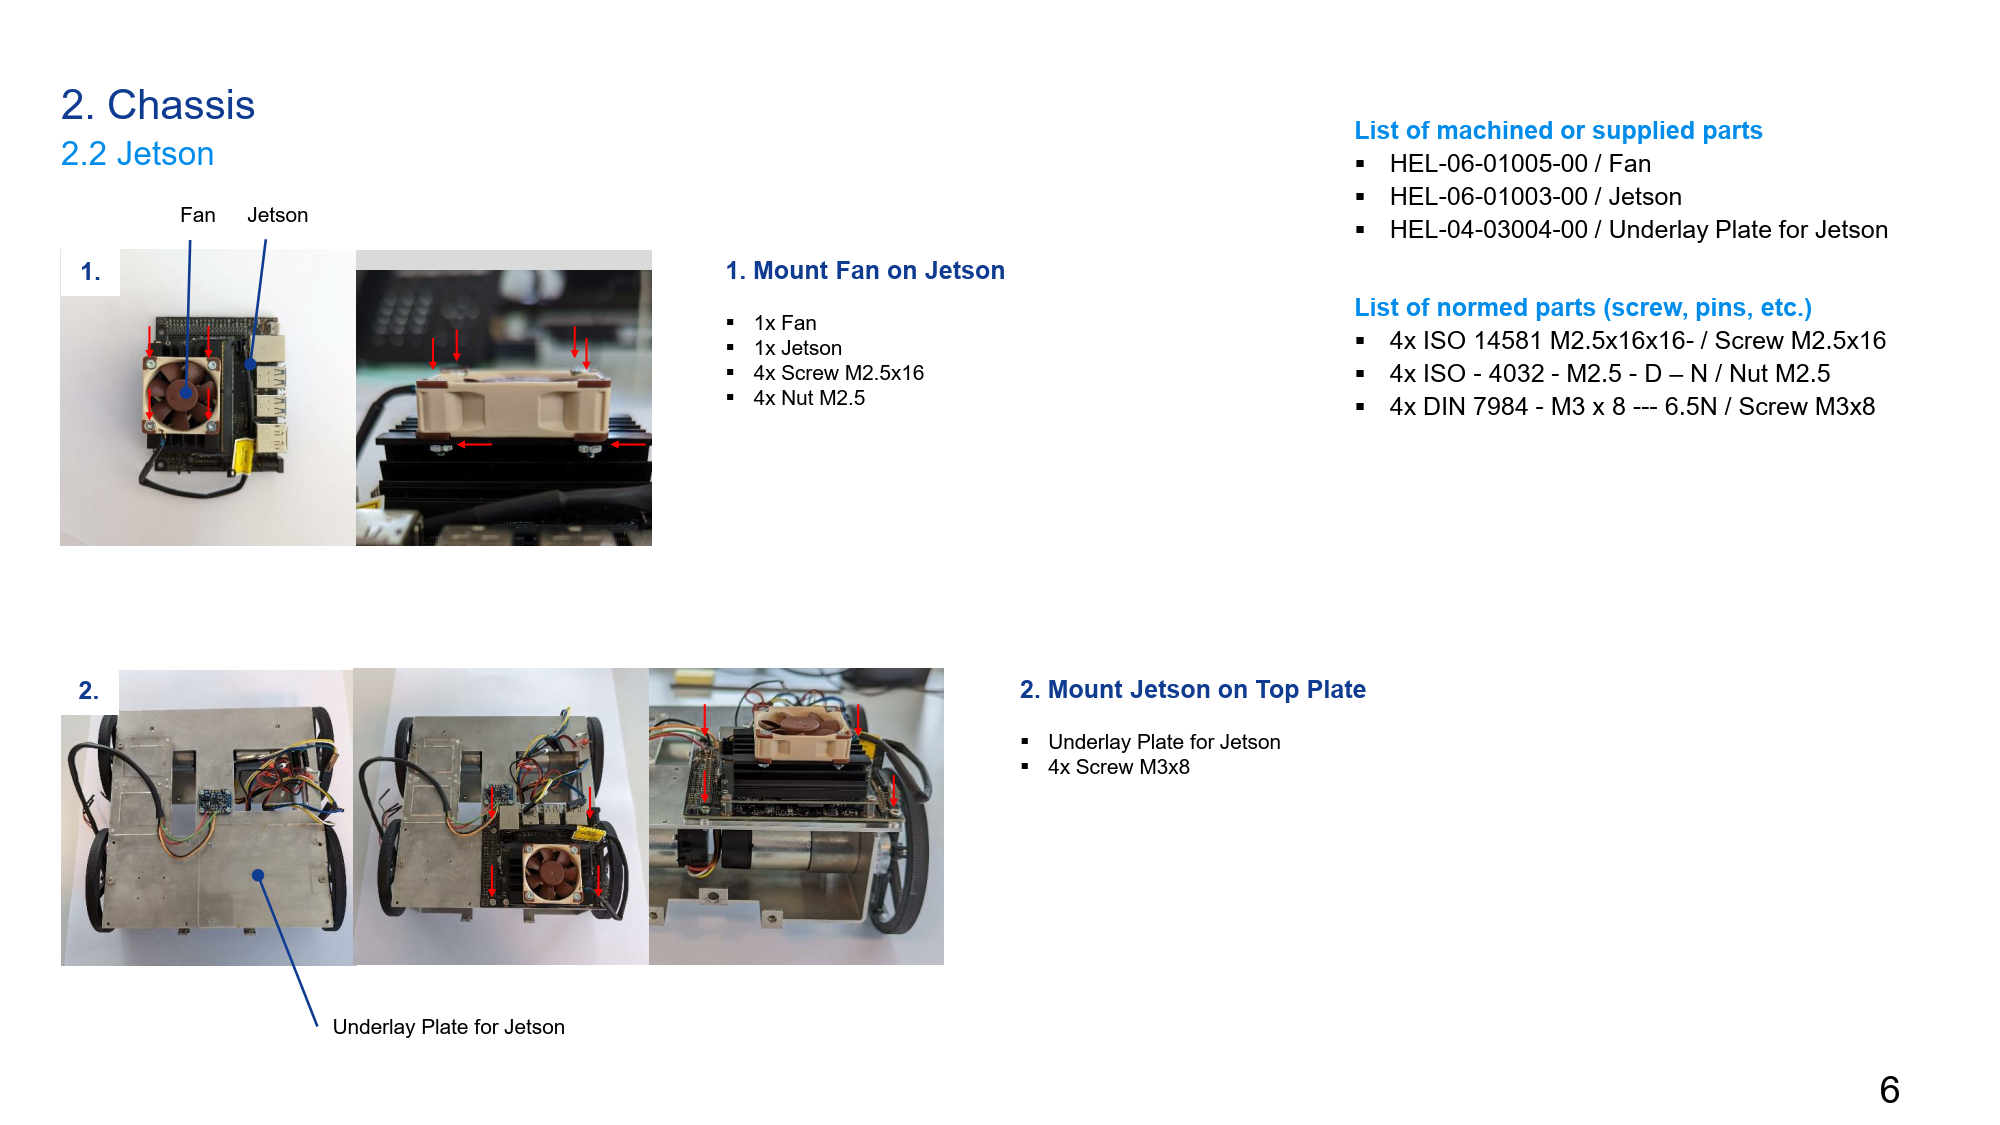 2. Chassis
2.2 Jetson
Fan
Jetson
1.
1. Mount Fan on Jetson
▪ 1x Fan
▪ 1x Jetson
▪ 4x Screw M2.5x16
▪ 4x Nut M2.5
List of machined or supplied parts
▪ HEL-06-01005-00 / Fan
▪ HEL-06-01003-00 / Jetson
▪ HEL-04-03004-00 / Underlay Plate for Jetson
List of normed parts (screw, pins, etc.)
▪ 4x ISO 14581 M2.5x16x16- / Screw M2.5x16
▪ 4x ISO - 4032 - M2.5 - D – N / Nut M2.5
▪ 4x DIN 7984 - M3 x 8 --- 6.5N / Screw M3x8
2.
2. Mount Jetson on Top Plate
▪ Underlay Plate for Jetson
▪ 4x Screw M3x8
Underlay Plate for Jetson
6